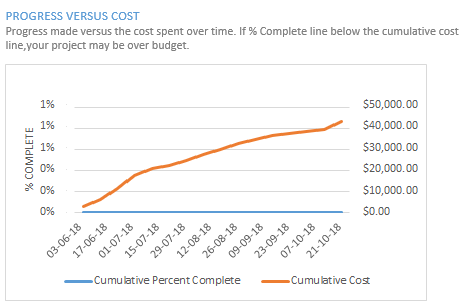 PROGRESS VERSUS COST
Progress made versus the cost spent over time. If % Complete line below the cumulative cost
line,your project may be over budget.
1% $50,000.00
1% $40,000.00
1% $30,000.00
0% $20,000.00
0% $10,000.00
0% $0.00
% COMPLETE
03-06-18 17-06-18 01-07-18 15-07-18 29-07-18 12-08-18 26-08-18 09-09-18 23-09-18 07-10-18 21-10-18
Cumulative Percent Complete Cumulative Cost